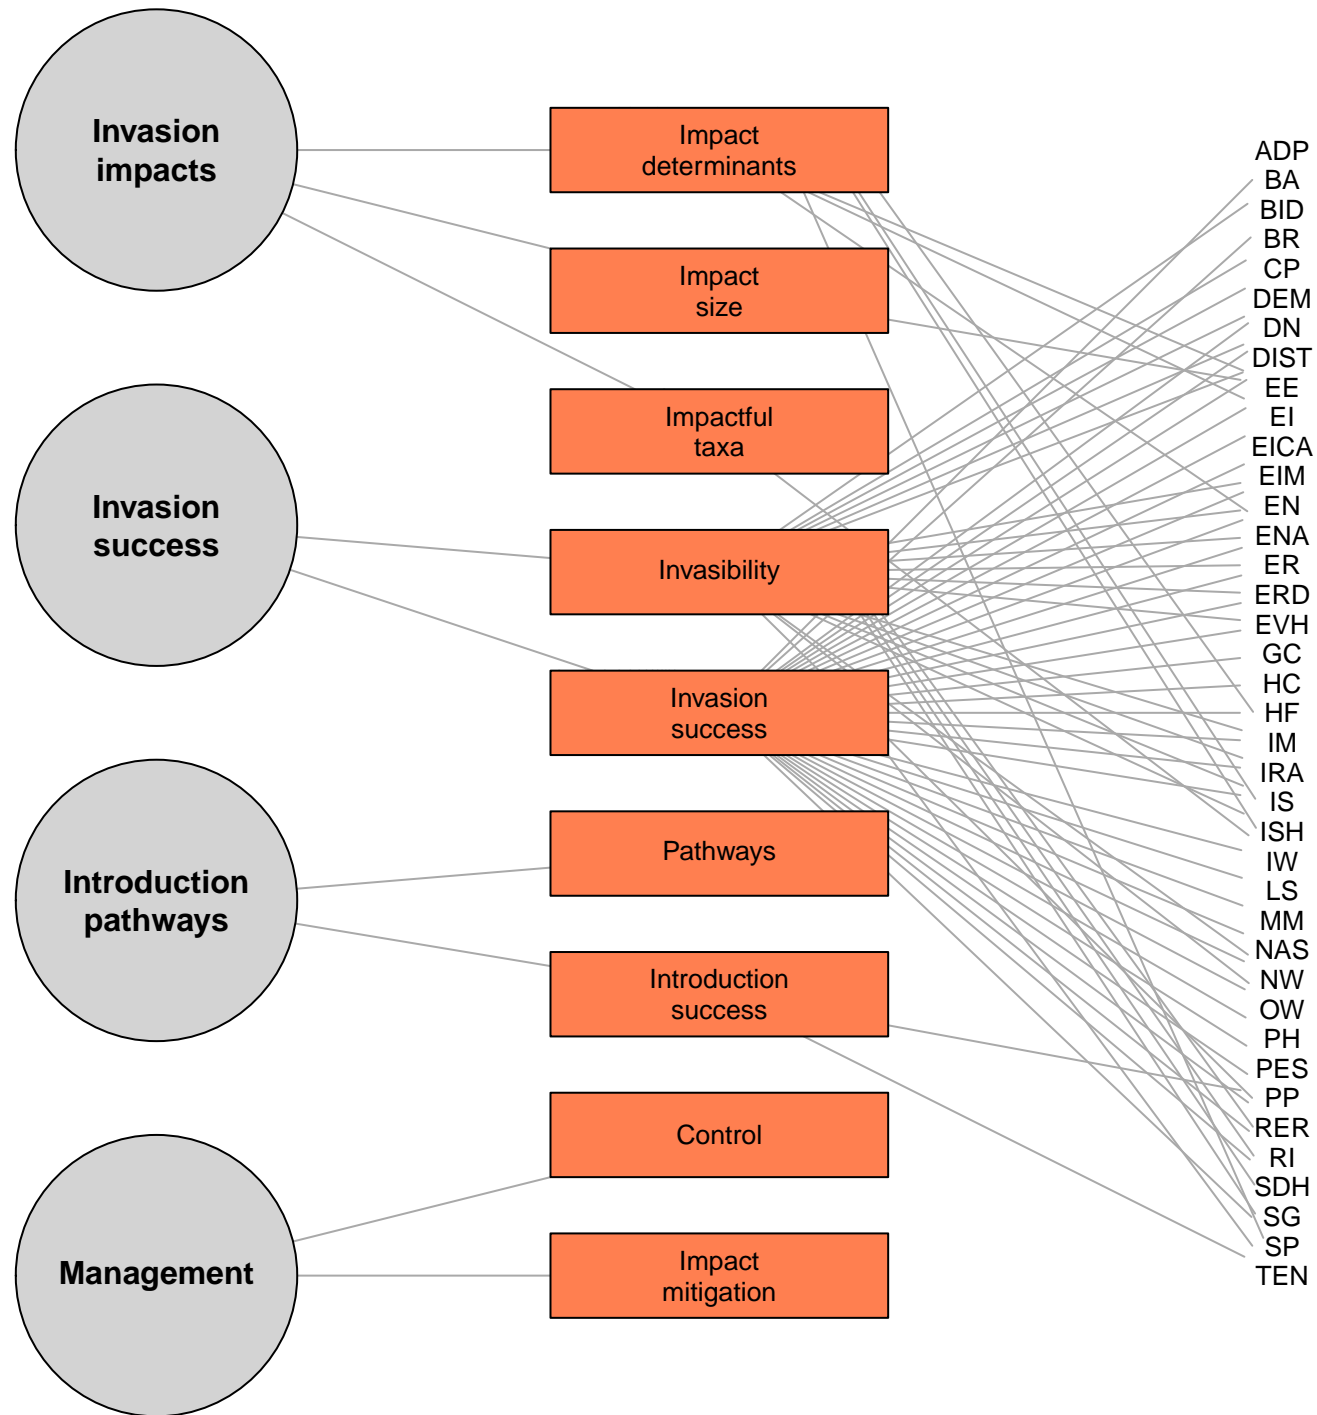 Invasion
impacts
Invasion
success
Introduction
pathways
Management
Impact
determinants
Impact
size
Impactful
taxa
Invasibility
Invasion
success
Pathways
Introduction
success
Control
Impact
mitigation
ADP
BA
BID
BR
CP
DEM
DN
DIST
EE
EI
EICA
EIM
EN
ENA
ER
ERD
EVH
GC
HC
HF
IM
IRA
IS
ISH
IW
LS
MM
NAS
NW
OW
PH
PES
PP
RER
RI
SDH
SG
SP
TEN